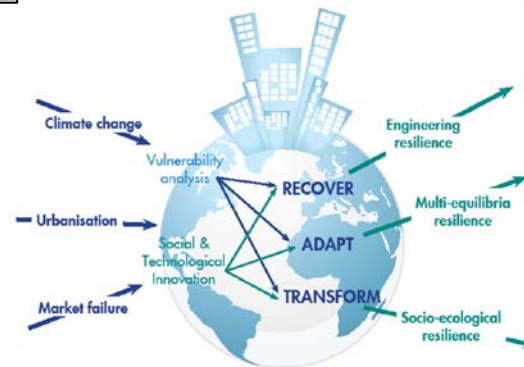 Climate change
Vulnerability
analysis
Urbanisation
Social &
Technological
Innovation
Market failure
RECOVER
ADAPT
TRANSFORM
Engineering
resilience
Multi-equilibria
resilience
Socio-ecological
resilience